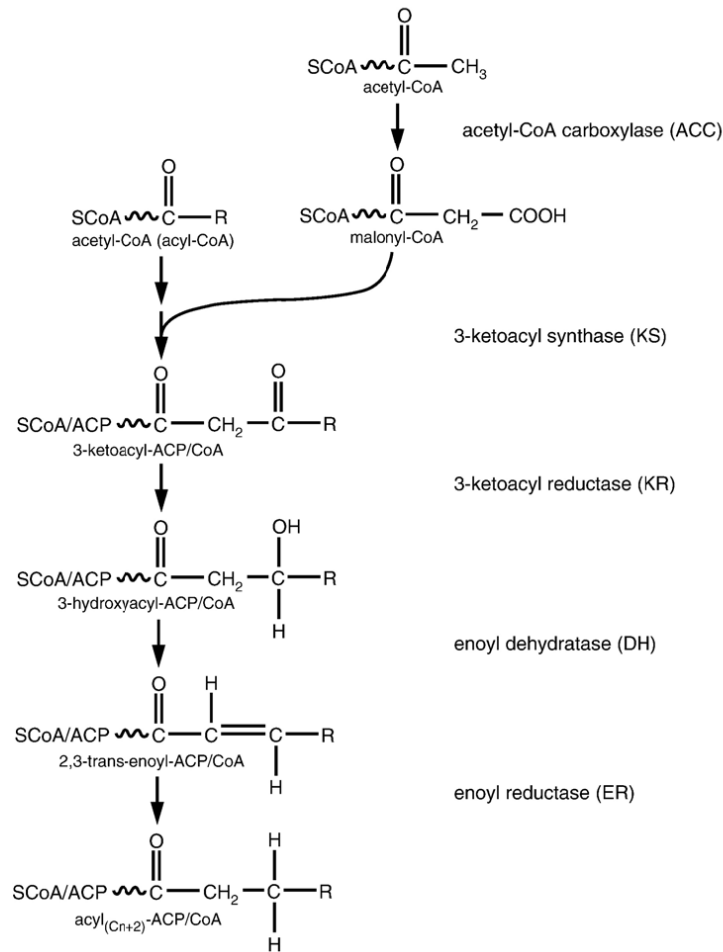 O
SCoA C CH3
acetyl-CoA
acetyl-CoA carboxylase (ACC)
O
SCoA C R
acetyl-CoA (acyl-CoA)
O
SCoA C CH2 COOH
malonyl-CoA
3-ketoacyl synthase (KS)
O O
SCoA/ACP C CH2 C R
3-ketoacyl-ACP/CoA
3-ketoacyl reductase (KR)
O OH
SCoA/ACP C CH2 C R
3-hydroxyacyl-ACP/CoA
H
enoyl dehydratase (DH)
O H
SCoA/ACP C C C R
2,3-trans-enoyl-ACP/CoA
H
enoyl reductase (ER)
O H
SCoA/ACP C CH2 C R
acyl(Cn+2)-ACP/CoA
H